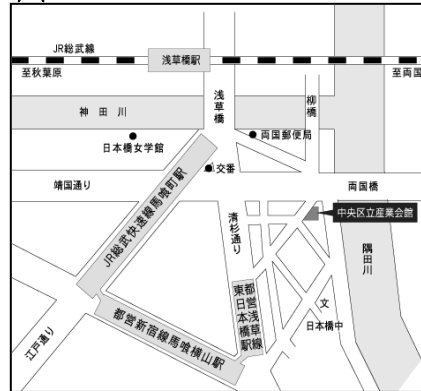 JR総武線
浅草橋駅
至秋葉原
至両国
神田川
浅草橋
柳橋
日本橋女学館
両国郵便局
交番
靖国通り
両国橋
中央区立産業会館
清杉通り
JR総武快速線馬喰町駅
隅田川
都営浅草線
東日本橋駅
文
日本橋中
都営新宿線馬喰横山駅
江戸通り